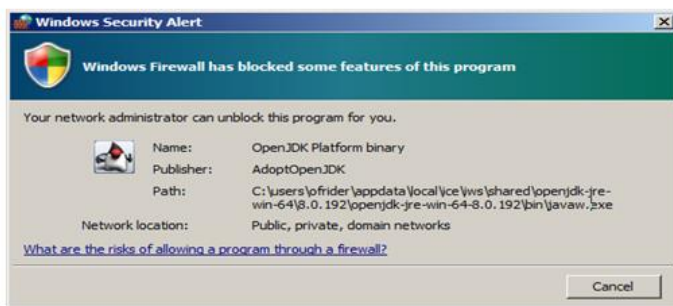 Windows Security Alert
Windows Firewall has blocked some features of this program
Your network administrator can unblock this program for you.
Name: OpenJDK Platform binary
Publisher: AdoptOpenJDK
Path: C:\users\ofrider\appdata\local\ice\iws\shared\openjdk-jre-
win-64\8.0.192\openjdk-jre-win-64-8.0.192\bin\javaw.exe
Network location: Public, private, domain networks
What are the risks of allowing a program through a firewall?
Cancel